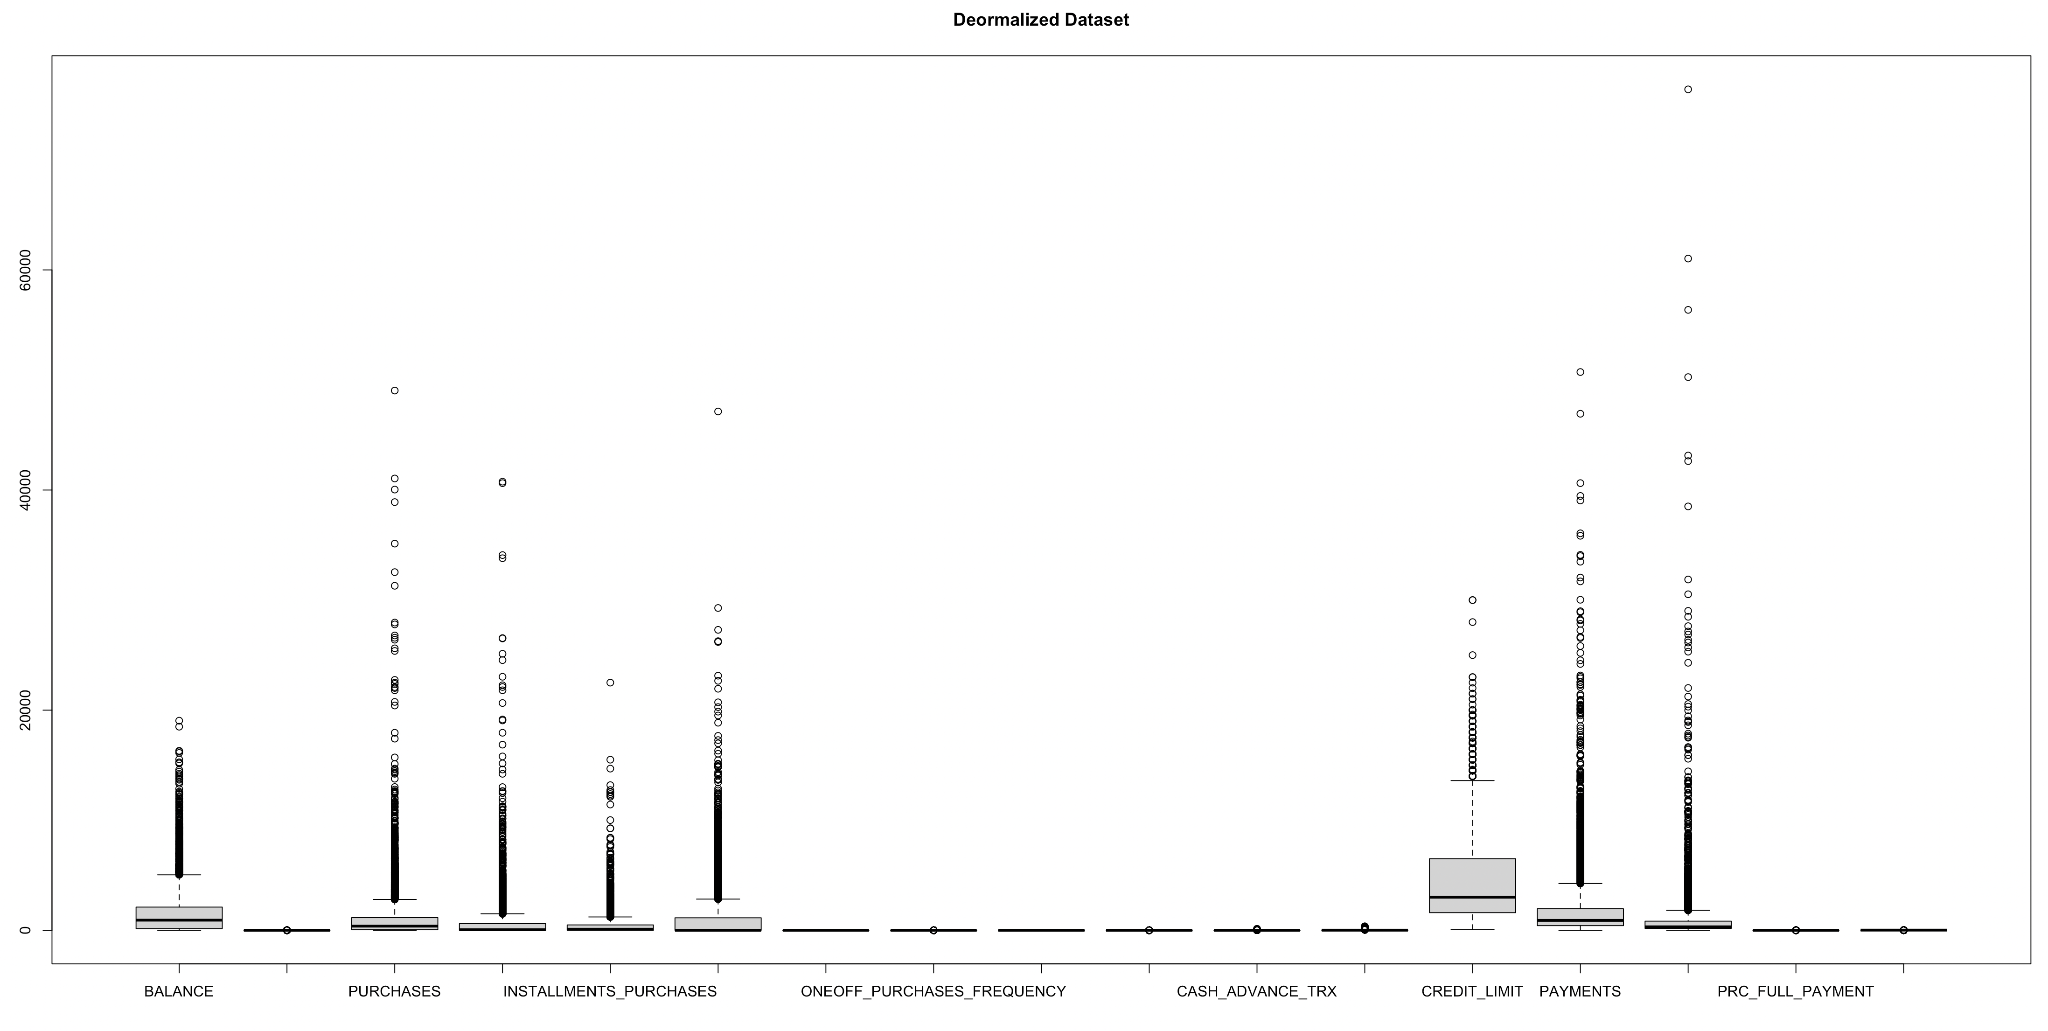 Deormalized Dataset
60000
40000
20000
0
BALANCE PURCHASES INSTALLMENTS_PURCHASES ONEOFF_PURCHASES_FREQUENCY CASH_ADVANCE_TRX CREDIT_LIMIT PAYMENTS PRC_FULL_PAYMENT